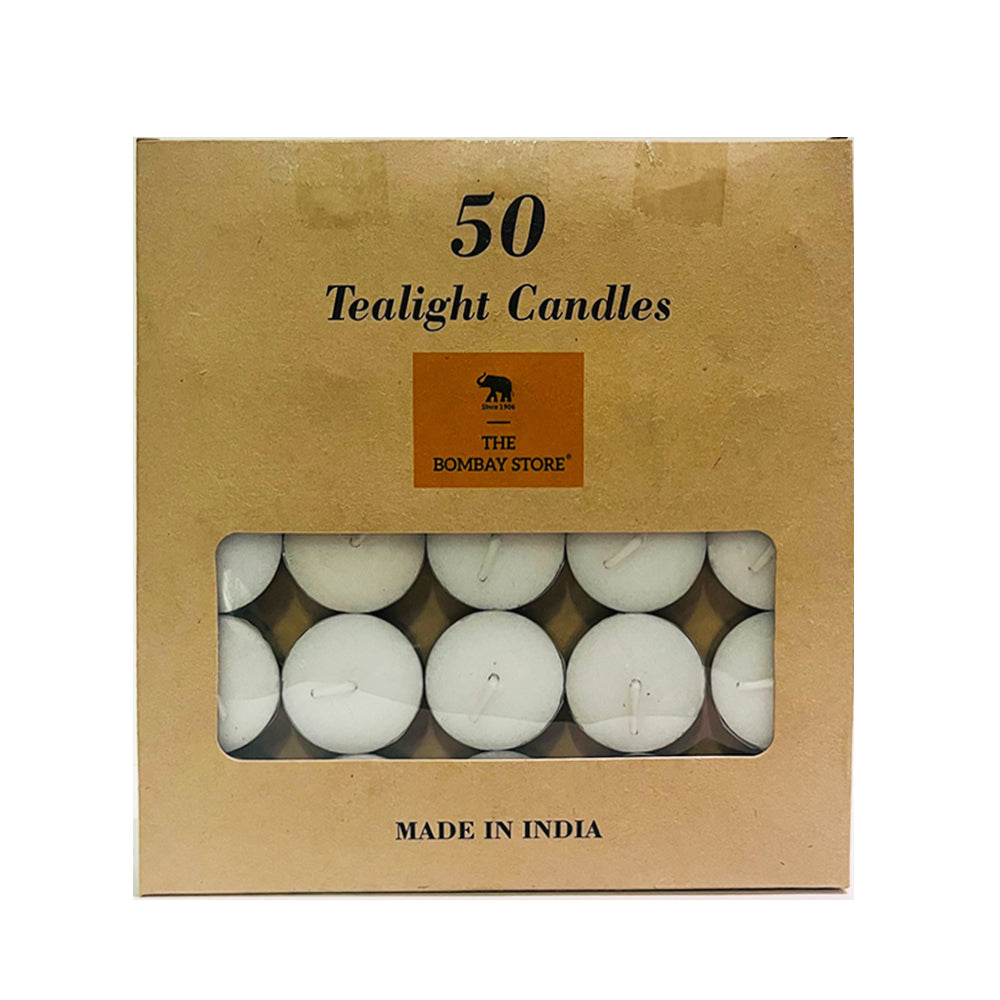 50
Tealight Candles
Since 1906
THE
BOMBAY STORE®
MADE IN INDIA